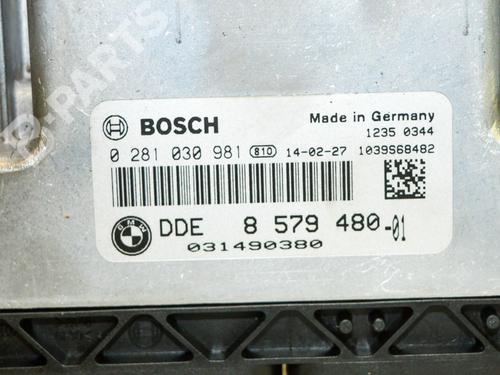 B-PARTS
BOSCH
Made in Germany
1235 0344
0 281 030 981 810 14-02-27 1039S68482
BMW DDE 8 579 480-01
031490380